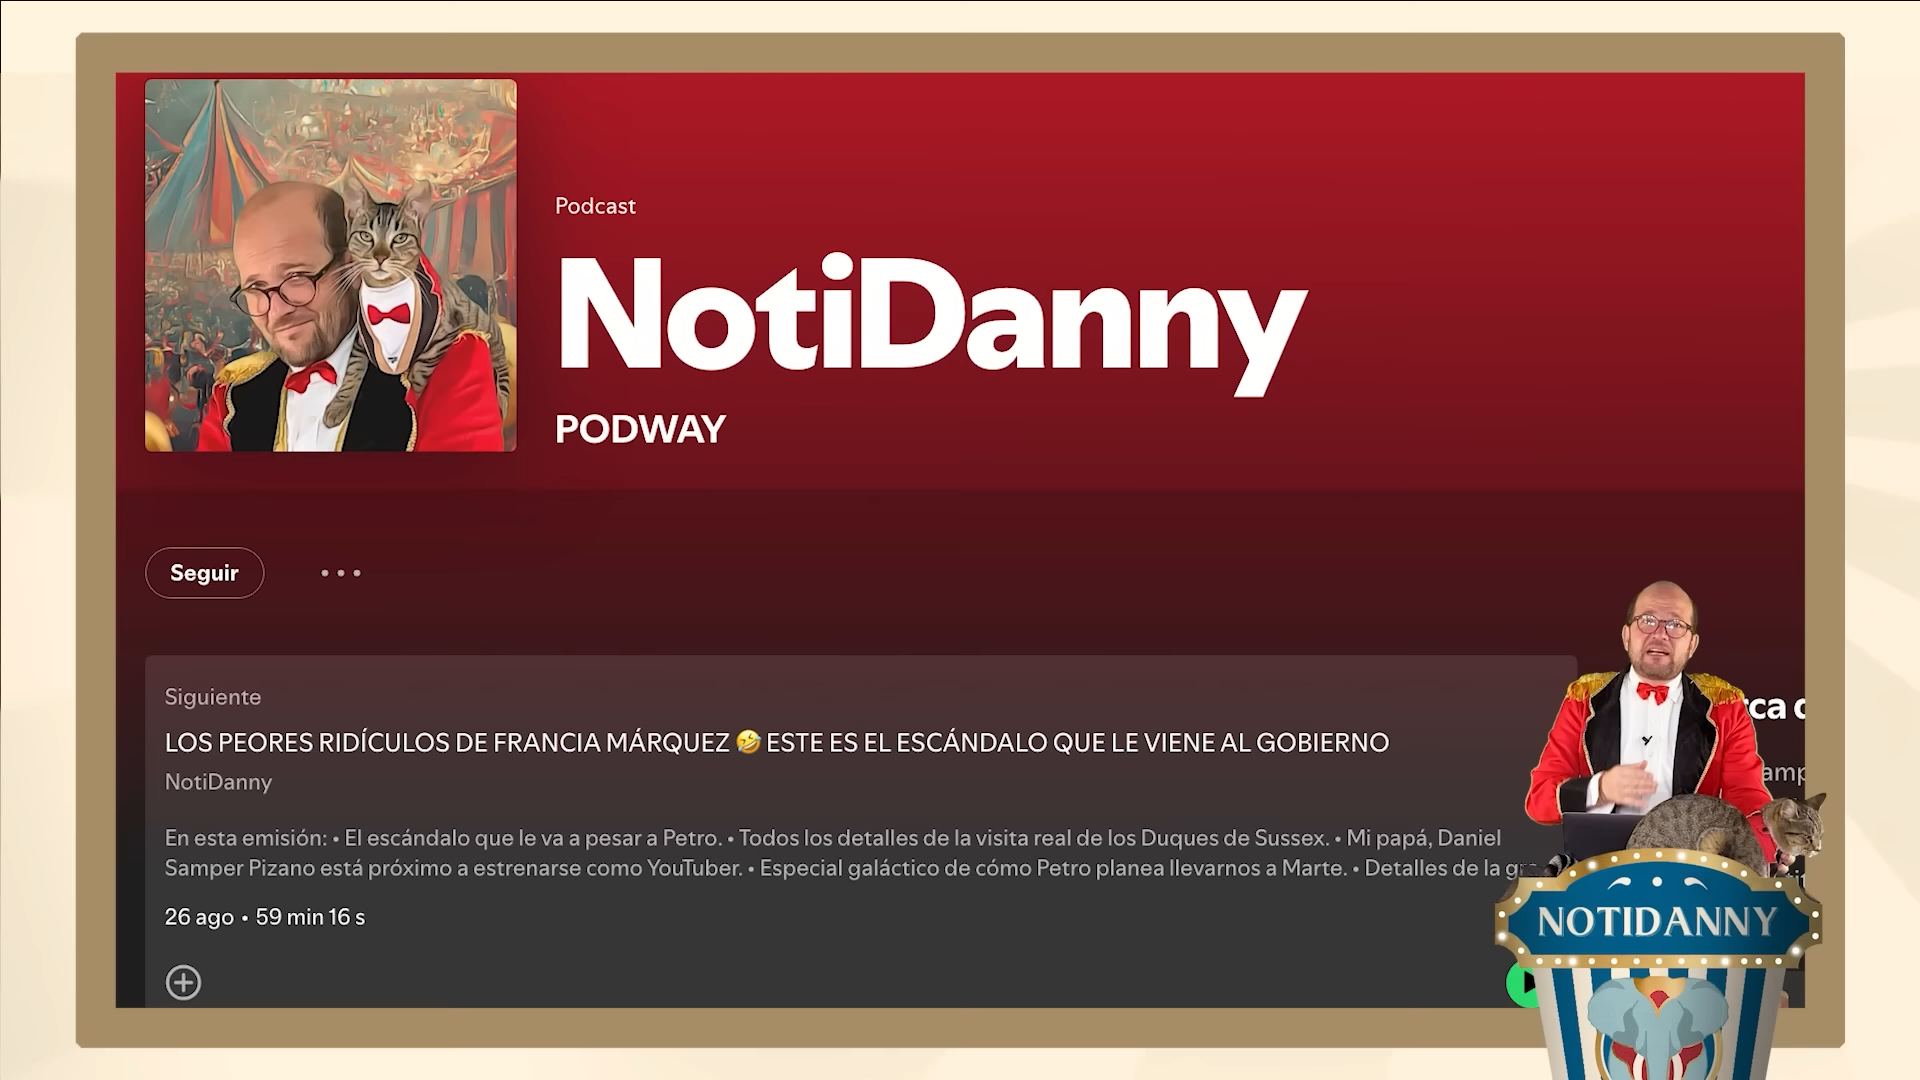 Podcast
NotiDanny
PODWAY
Seguir
Siguiente
LOS PEORES RIDÍCULOS DE FRANCIA MÁRQUEZ 🤣 ESTE ES EL ESCÁNDALO QUE LE VIENE AL GOBIERNO
NotiDanny
En esta emisión: • El escándalo que le va a pesar a Petro. • Todos los detalles de la visita real de los Duques de Sussex. • Mi papá, Daniel
Samper Pizano está próximo a estrenarse como YouTuber. • Especial galáctico de cómo Petro planea llevarnos a Marte. • Detalles de la
26 ago • 59 min 16 s
NOTIDANNY